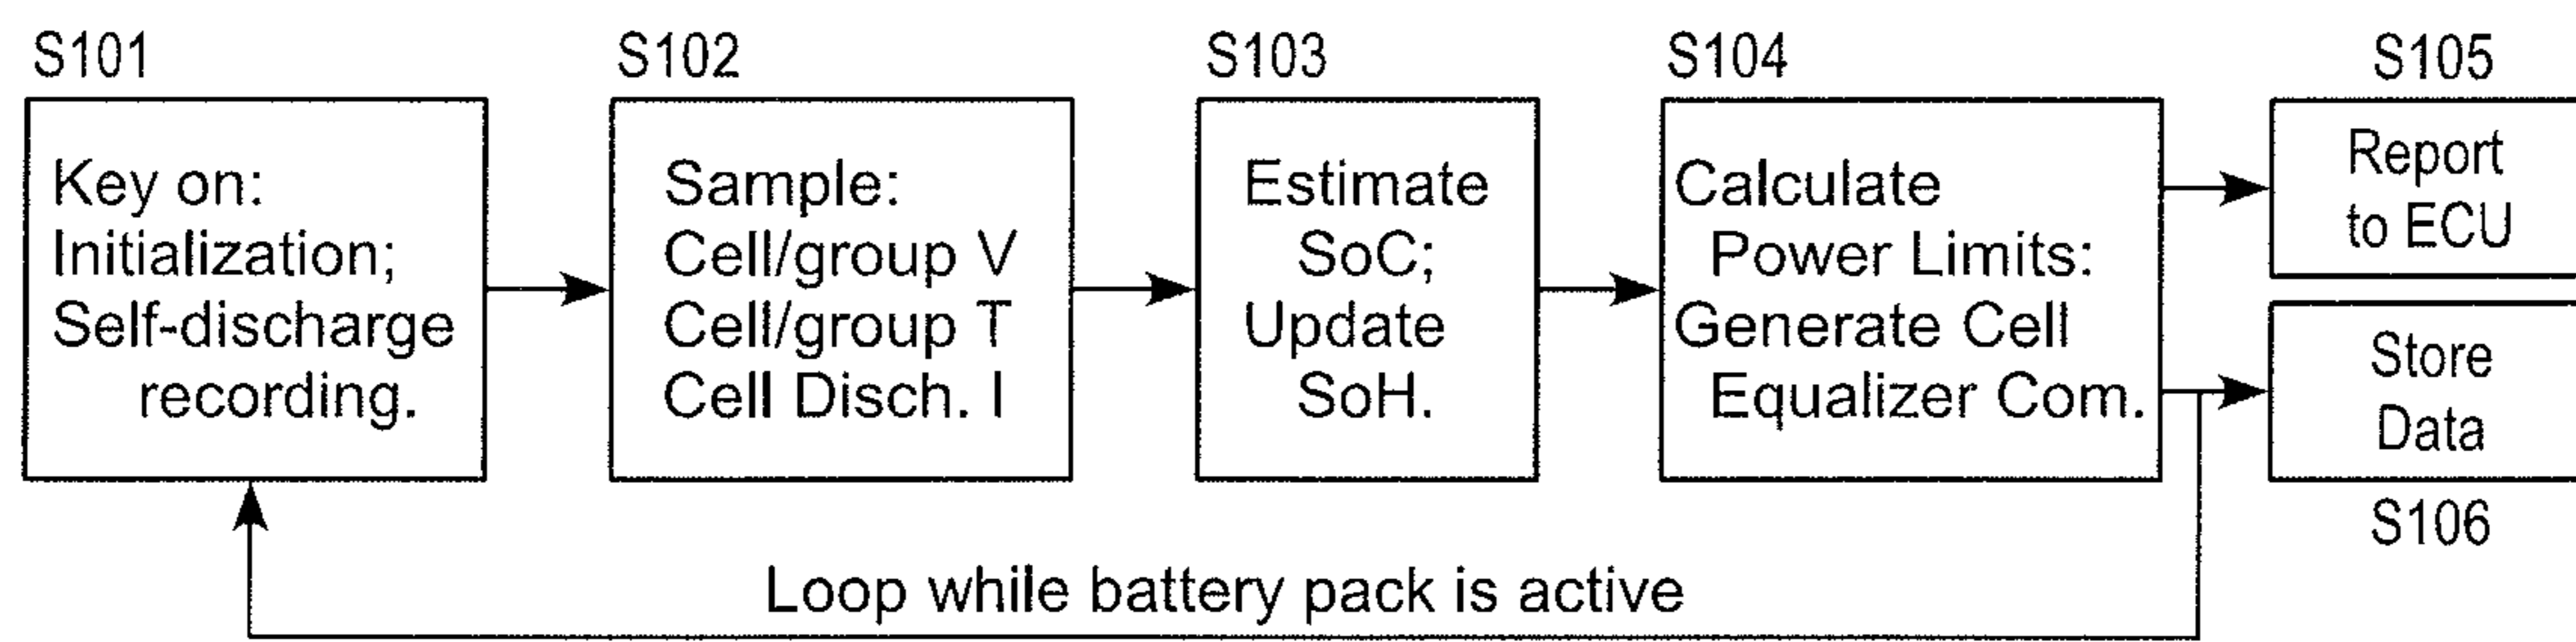 S101
Key on:
Initialization;
Self-discharge
recording.
S102
Sample:
Cell/group V
Cell/group T
Cell Disch. I
S103
Estimate
SoC;
Update
SoH.
S104
Calculate
Power Limits:
Generate Cell
Equalizer Com.
S105
Report
to ECU
Store
Data
S106
Loop while battery pack is active